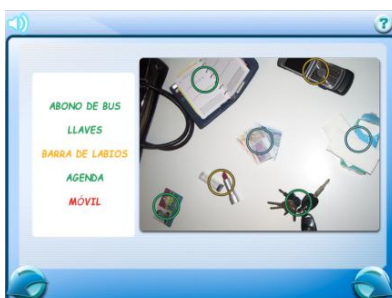 ?
ABONO DE BUS
LLAVES
BARRA DE LABIOS
AGENDA
MÓVIL